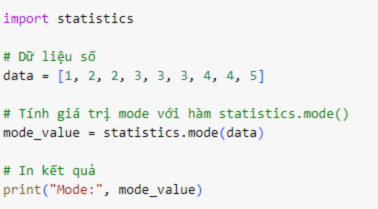 import statistics
# Dữ liệu số
data = [1, 2, 2, 3, 3, 3, 4, 4, 5]
# Tính giá trị mode với hàm statistics.mode()
mode_value = statistics.mode(data)
# In kết quả
print("Mode:", mode_value)